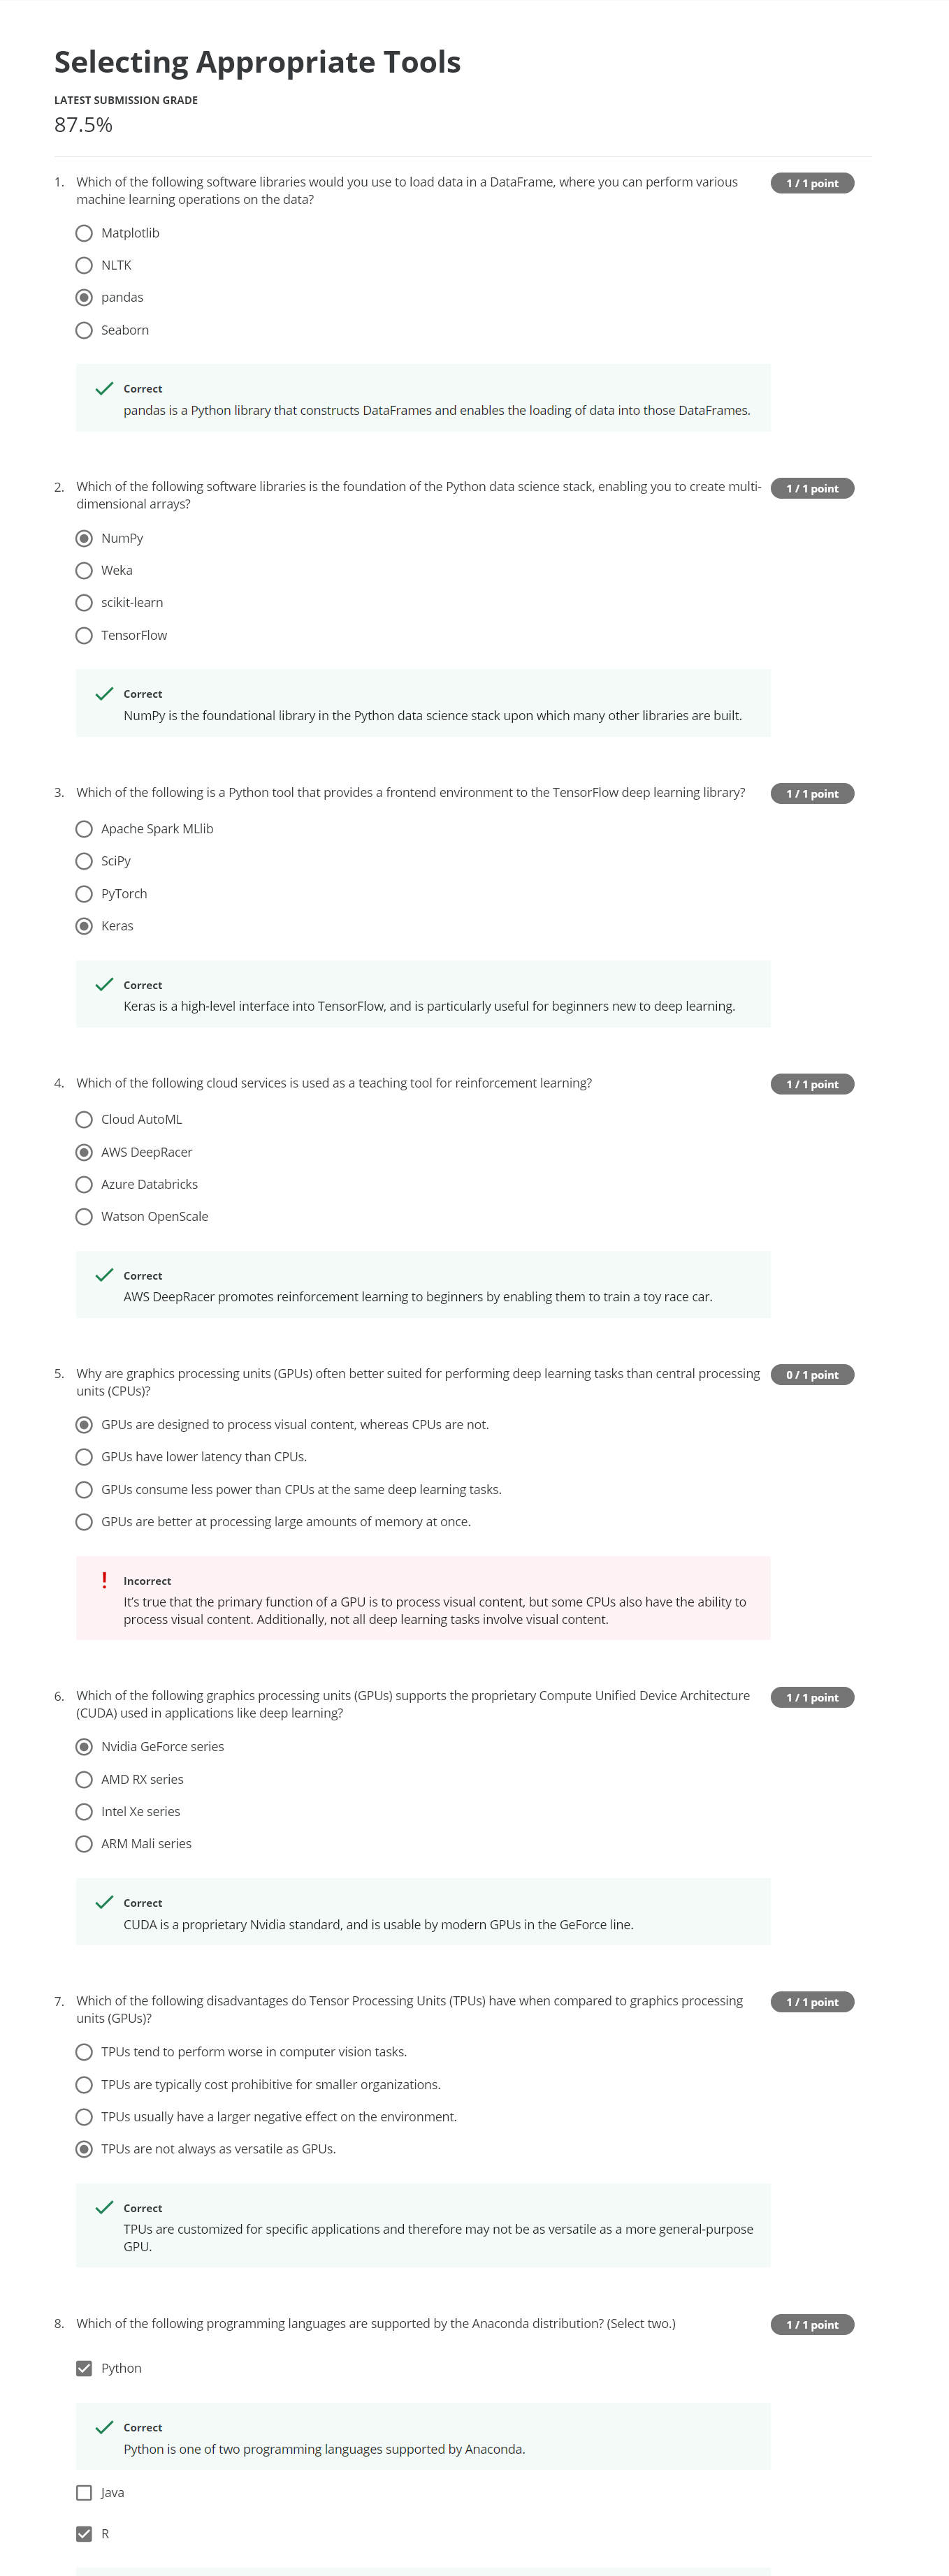 Selecting Appropriate Tools
LATEST SUBMISSION GRADE
87.5%
1. Which of the following software libraries would you use to load data in a DataFrame, where you can perform various
machine learning operations on the data?
1 / 1 point
Matplotlib
NLTK
pandas
Seaborn
Correct
pandas is a Python library that constructs DataFrames and enables the loading of data into those DataFrames.
2. Which of the following software libraries is the foundation of the Python data science stack, enabling you to create multi-
dimensional arrays?
1 / 1 point
NumPy
Weka
scikit-learn
TensorFlow
Correct
NumPy is the foundational library in the Python data science stack upon which many other libraries are built.
3. Which of the following is a Python tool that provides a frontend environment to the TensorFlow deep learning library?
1 / 1 point
Apache Spark MLlib
SciPy
PyTorch
Keras
Correct
Keras is a high-level interface into TensorFlow, and is particularly useful for beginners new to deep learning.
4. Which of the following cloud services is used as a teaching tool for reinforcement learning?
1 / 1 point
Cloud AutoML
AWS DeepRacer
Azure Databricks
Watson OpenScale
Correct
AWS DeepRacer promotes reinforcement learning to beginners by enabling them to train a toy race car.
5. Why are graphics processing units (GPUs) often better suited for performing deep learning tasks than central processing
units (CPUs)?
0 / 1 point
GPUs are designed to process visual content, whereas CPUs are not.
GPUs have lower latency than CPUs.
GPUs consume less power than CPUs at the same deep learning tasks.
GPUs are better at processing large amounts of memory at once.
Incorrect
It's true that the primary function of a GPU is to process visual content, but some CPUs also have the ability to
process visual content. Additionally, not all deep learning tasks involve visual content.
6. Which of the following graphics processing units (GPUs) supports the proprietary Compute Unified Device Architecture
(CUDA) used in applications like deep learning?
1 / 1 point
Nvidia GeForce series
AMD RX series
Intel Xe series
ARM Mali series
Correct
CUDA is a proprietary Nvidia standard, and is usable by modern GPUs in the GeForce line.
7. Which of the following disadvantages do Tensor Processing Units (TPUs) have when compared to graphics processing
units (GPUs)?
1 / 1 point
TPUs tend to perform worse in computer vision tasks.
TPUs are typically cost prohibitive for smaller organizations.
TPUs usually have a larger negative effect on the environment.
TPUs are not always as versatile as GPUs.
Correct
TPUs are customized for specific applications and therefore may not be as versatile as a more general-purpose
GPU.
8. Which of the following programming languages are supported by the Anaconda distribution? (Select two.)
1 / 1 point
Python
Correct
Python is one of two programming languages supported by Anaconda.
Java
R